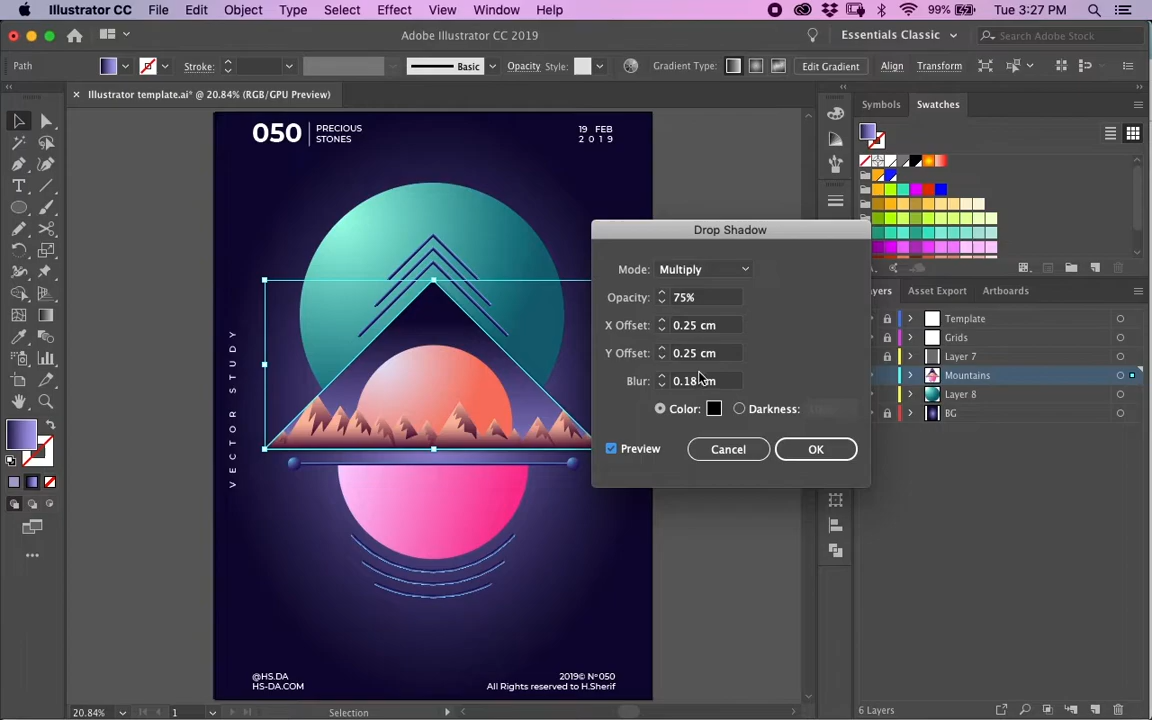 Illustrator CC File Edit Object Type Select Effect View Window Help 99% Tue 3:27 PM
Adobe Illustrator CC 2019 Essentials Classic Search Adobe Stock
Path Stroke: Basic Opacity Style: Gradient Type: Edit Gradient Align Transform
× Illustrator template.ai* @ 20.84% (RGB/GPU Preview)
Symbols Swatches
050 PRECIOUS
STONES
19 FEB
2 0 1 9
VECTOR STUDY
Drop Shadow
Mode: Multiply
Opacity: 75%
X Offset: 0.25 cm
Y Offset: 0.25 cm
Blur:
Color: Darkness:
Preview Cancel OK
Asset Export Artboards
Template
Grids
Layer 7
Mountains
Layer 8
BG
@HS.DA
HS-DA.COM
2019© Nº050
All Rights reserved to H.Sherif
20.84% 1 Selection
6 Layers